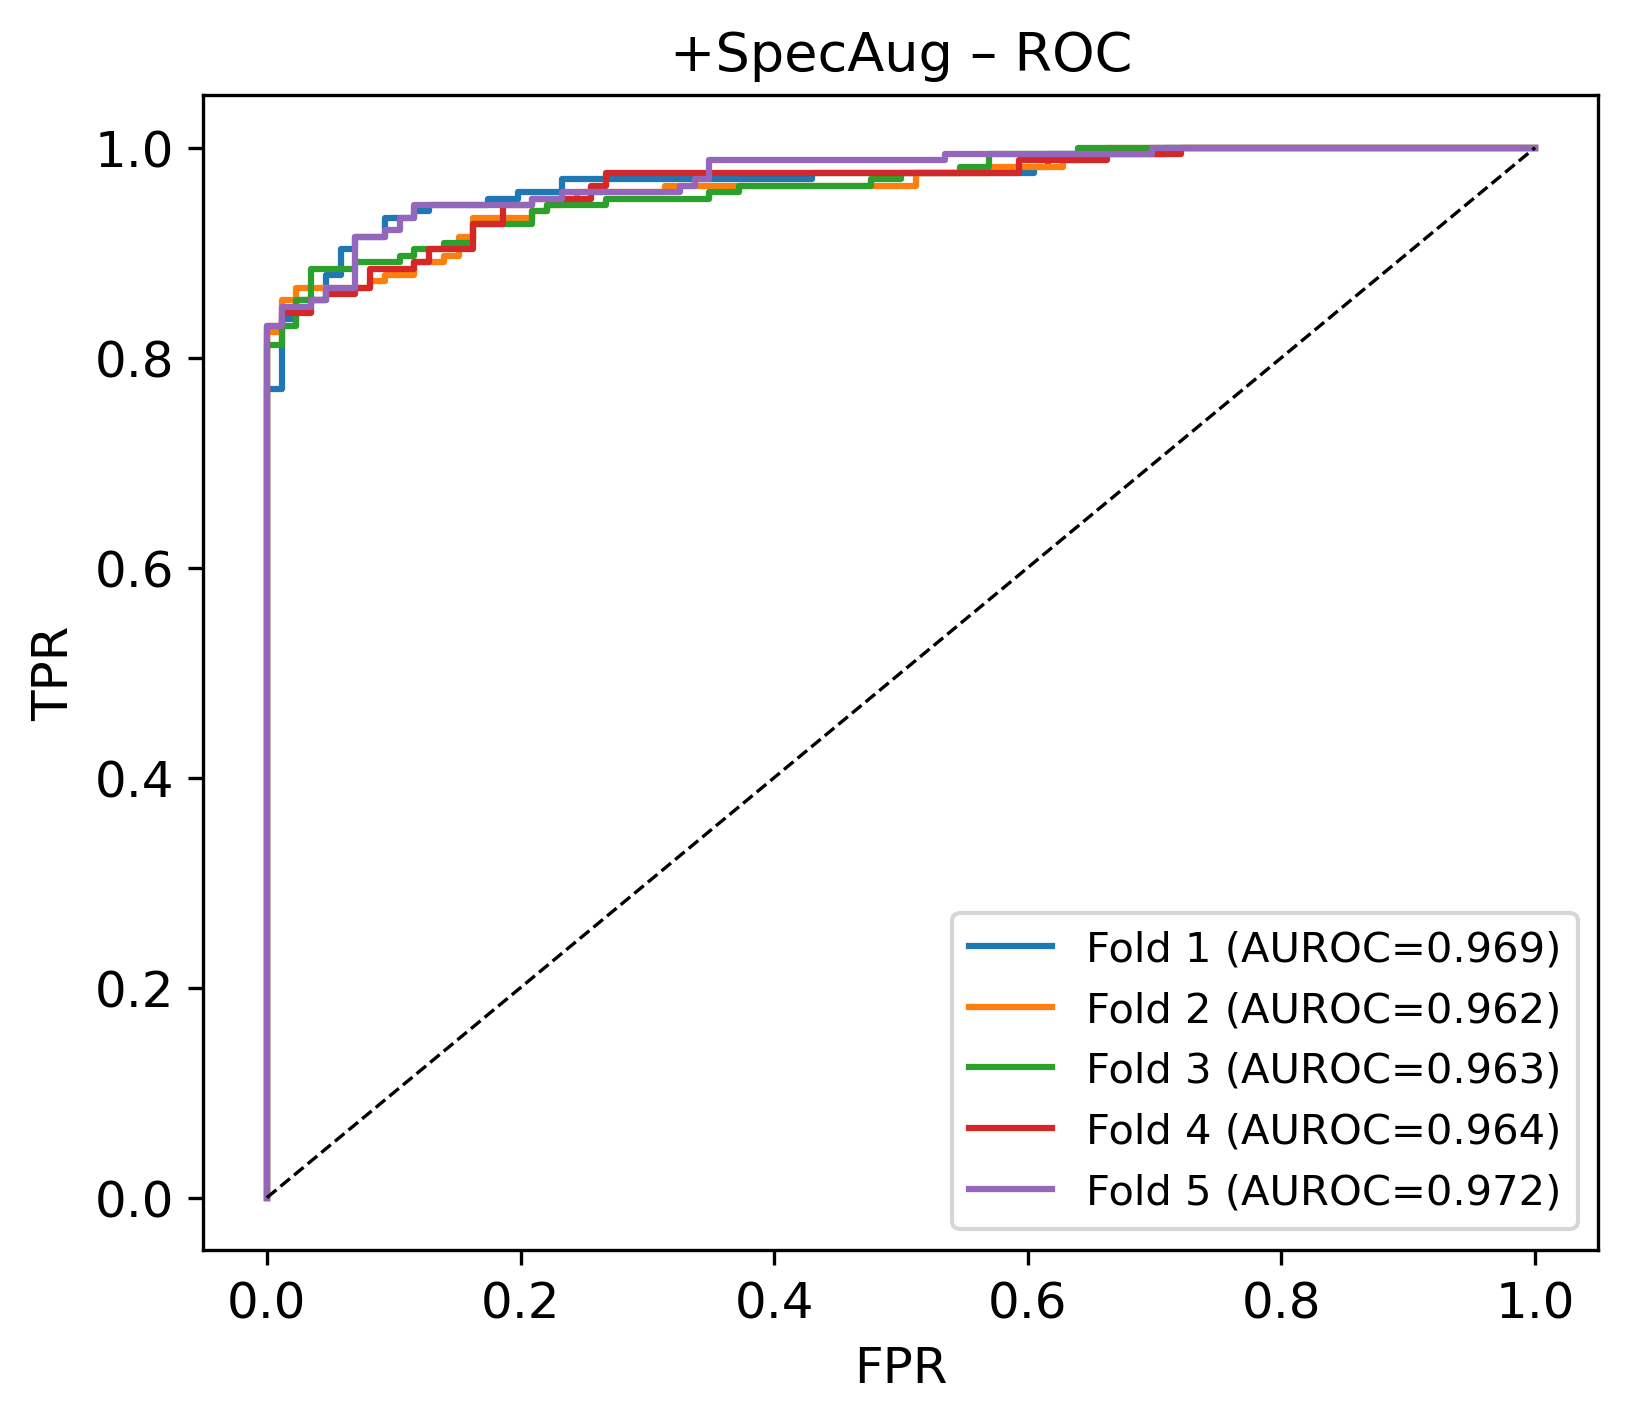 +SpecAug – ROC
1.0
0.8
0.6
0.4
0.2
0.0
TPR
Fold 1 (AUROC=0.969)
Fold 2 (AUROC=0.962)
Fold 3 (AUROC=0.963)
Fold 4 (AUROC=0.964)
Fold 5 (AUROC=0.972)
0.0 0.2 0.4 0.6 0.8 1.0
FPR